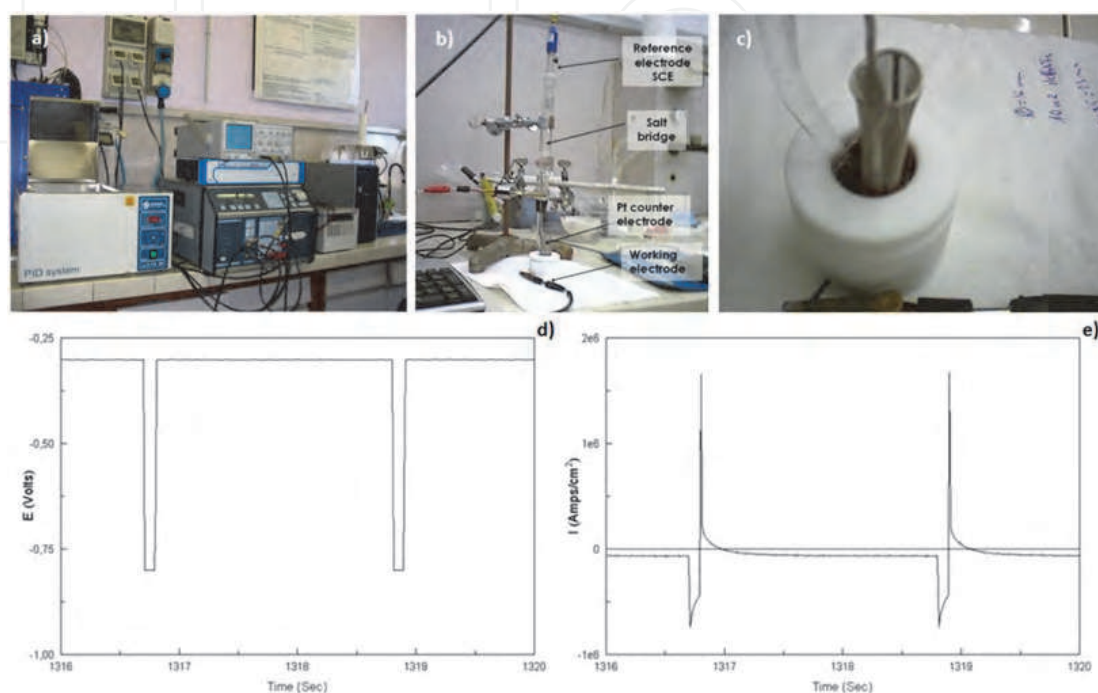 a)
PID system
b)
Reference
electrode
SCE
Salt
bridge
Pt counter
electrode
Working
electrode
c)
d)
-0,25
-0,50
-0,75
-1,00
E (Volts)
1316
1317
1318
1319
1320
Time (Sec)
e)
2e6
1e6
0
-1e6
I (Amps/cm²)
1316
1317
1318
1319
1320
Time (Sec)